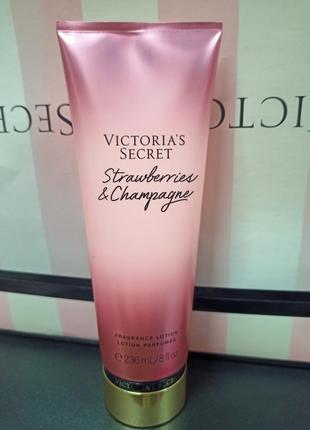 VICTORIA'S
SECRET
Strawberries
& Champagne
FRAGRANCE LOTION
LOTION PARFUMÉE
℮ 236 mL/8 fl oz